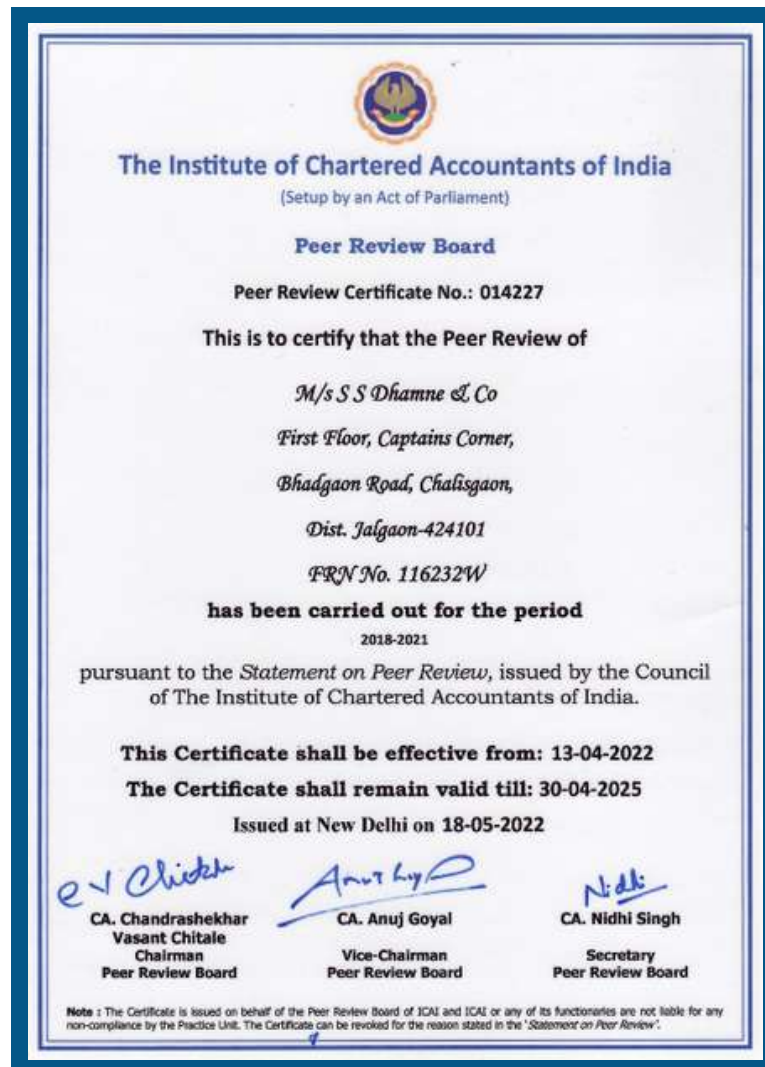 The Institute of Chartered Accountants of India
(Setup by an Act of Parliament)
Peer Review Board
Peer Review Certificate No.: 014227
This is to certify that the Peer Review of
M/s S S Dhamne & Co
First Floor, Captains Corner,
Bhadgaon Road, Chalisgaon,
Dist. Jalgaon-424101
FRN No. 116232W
has been carried out for the period
2018-2021
pursuant to the Statement on Peer Review, issued by the Council
of The Institute of Chartered Accountants of India.
This Certificate shall be effective from: 13-04-2022
The Certificate shall remain valid till: 30-04-2025
Issued at New Delhi on 18-05-2022
Nidhi
CA. Chandrashekhar
Vasant Chitale
Chairman
Peer Review Board
CA. Anuj Goyal
Vice-Chairman
Peer Review Board
CA. Nidhi Singh
Secretary
Peer Review Board
Note : The Certificate is issued on behalf of the Peer Review Board of ICAI and ICAI or any of its functionaries are not liable for any
non-compliance by the Practice Unit. The Certificate can be revoked for the reason stated in the 'Statement on Peer Review'.